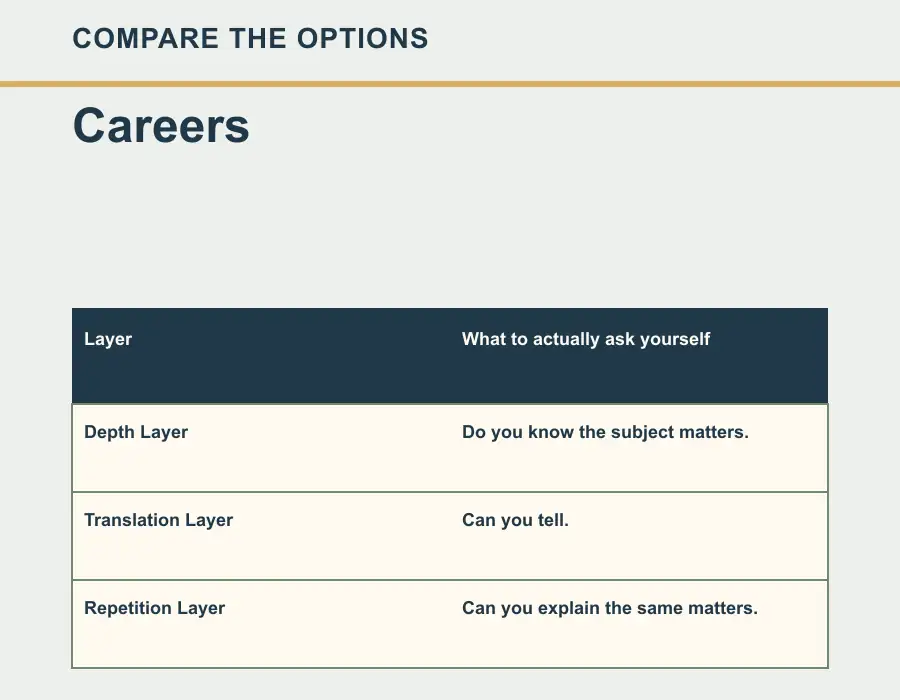 COMPARE THE OPTIONS
Careers
Layer What to actually ask yourself
Depth Layer Do you know the subject matters.
Translation Layer Can you tell.
Repetition Layer Can you explain the same matters.